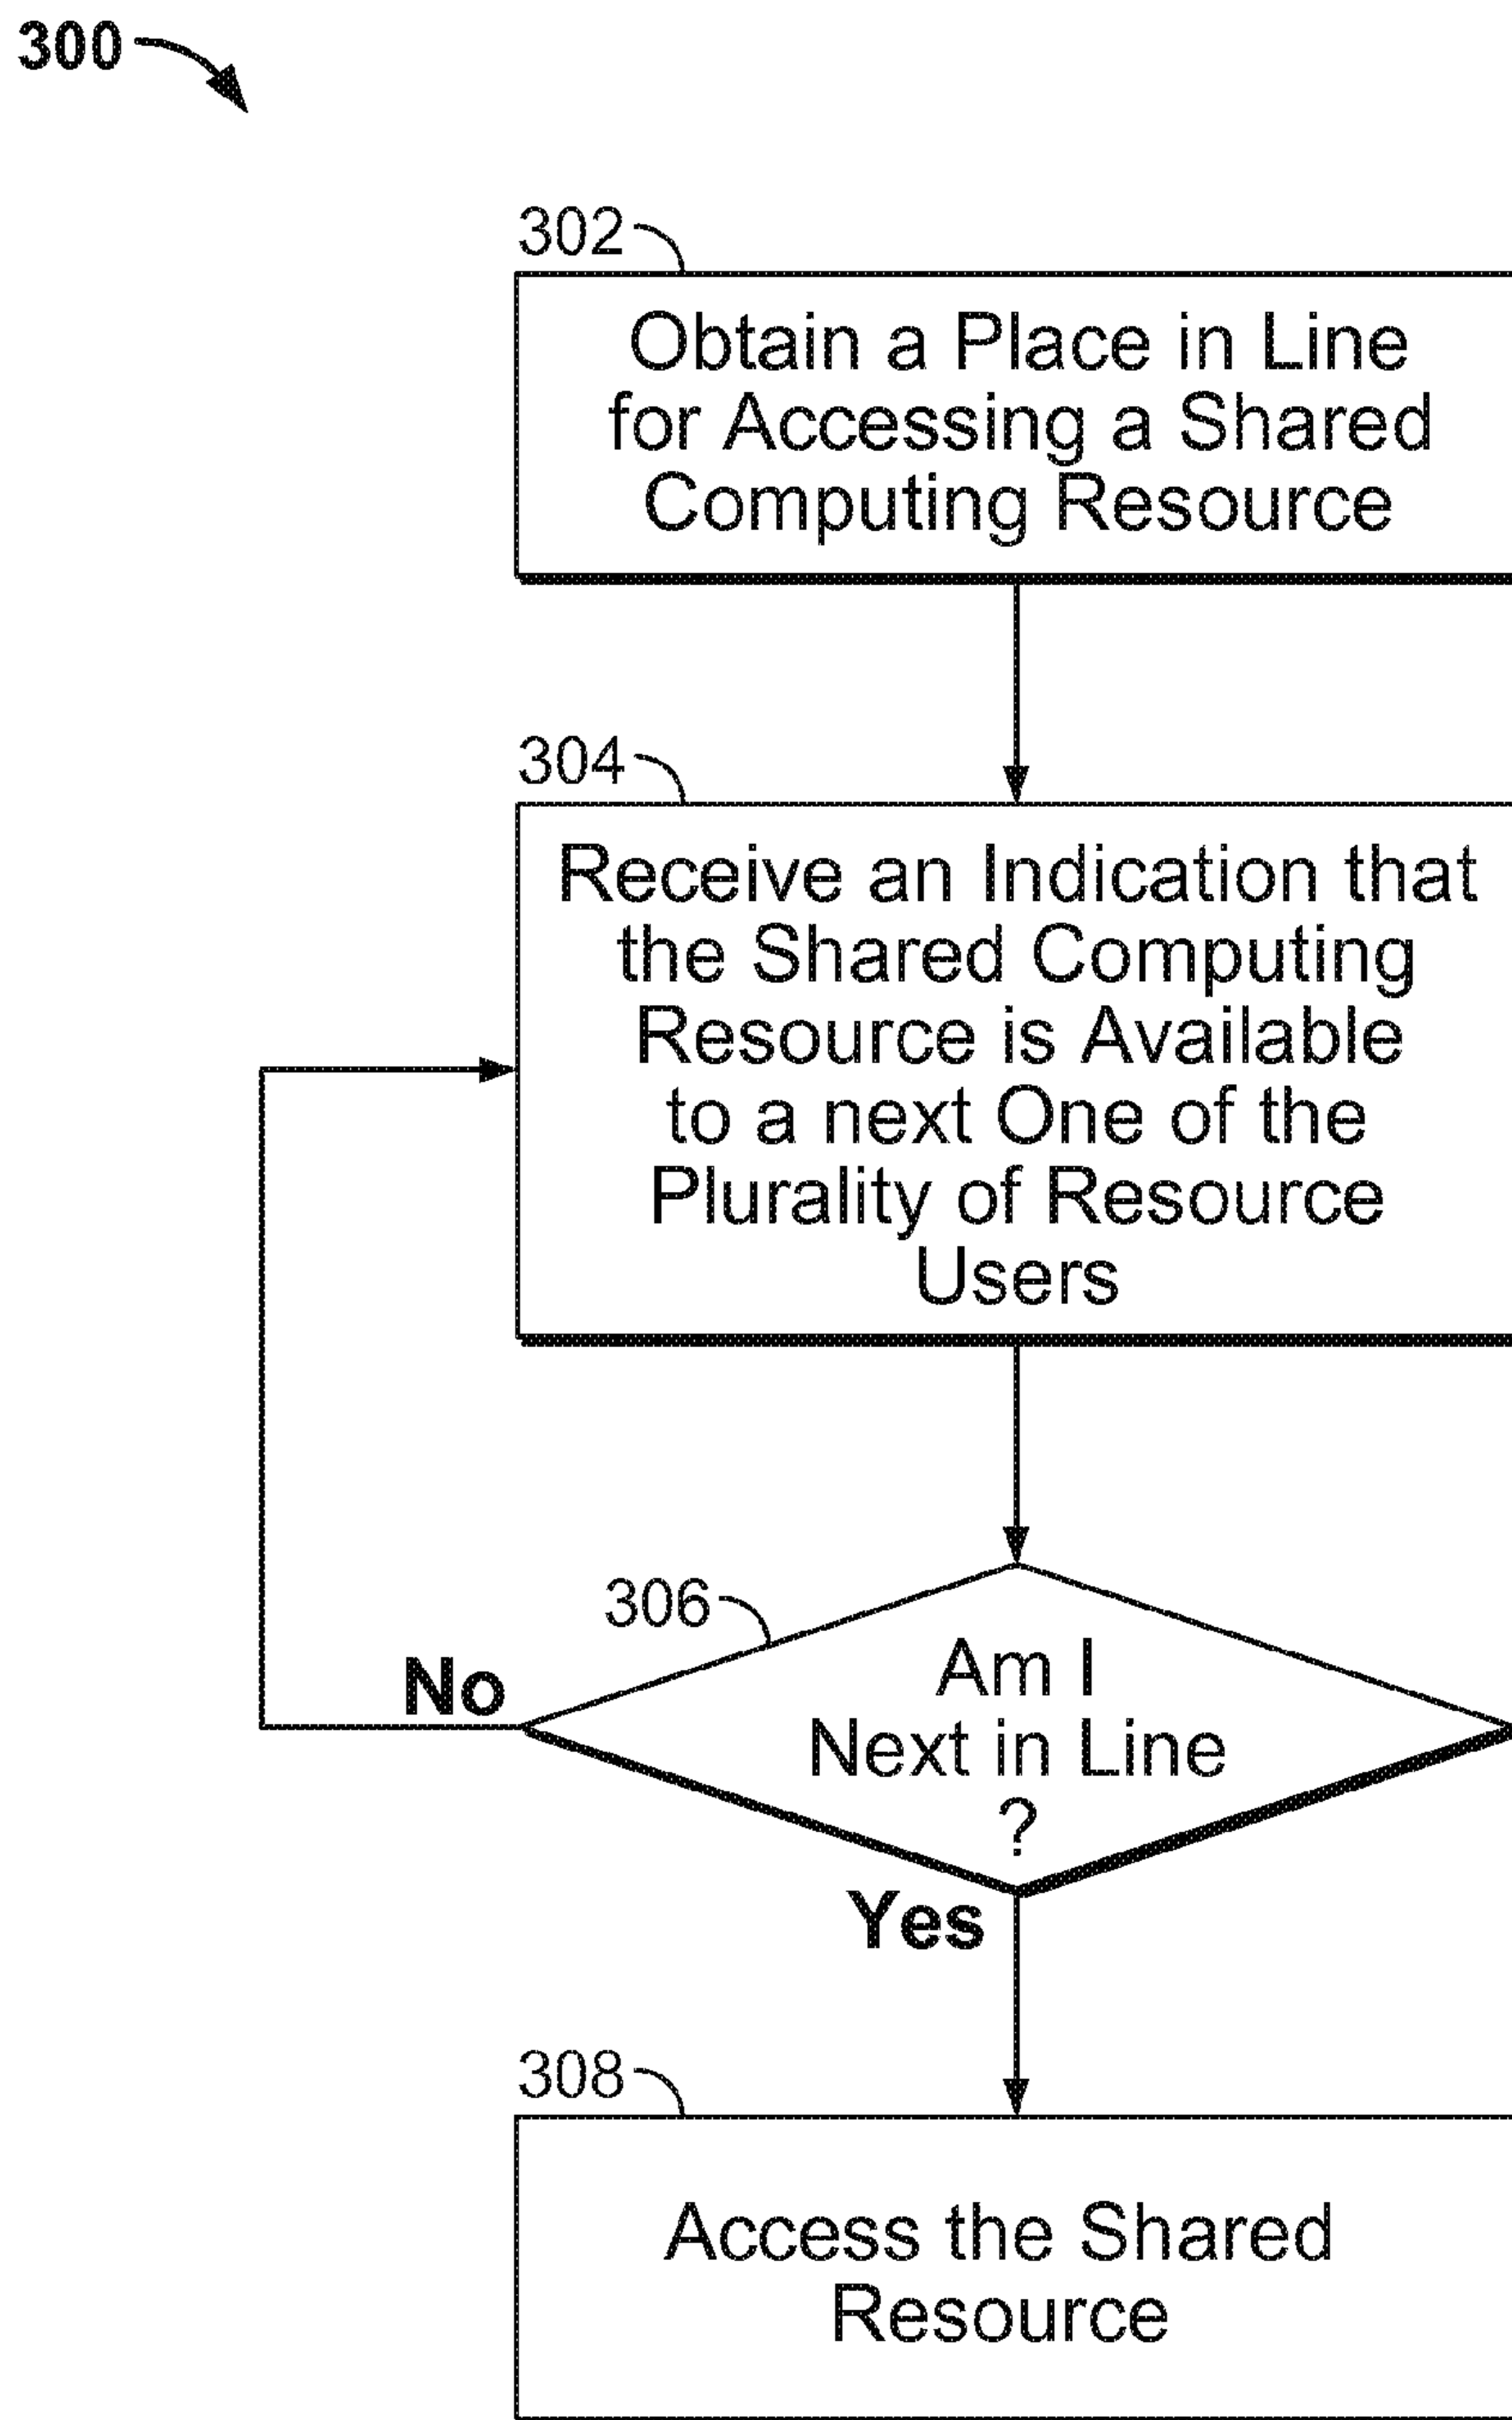 300
302
Obtain a Place in Line
for Accessing a Shared
Computing Resource
304
Receive an Indication that
the Shared Computing
Resource is Available
to a next One of the
Plurality of Resource
Users
306
Am I
Next in Line
?
No
Yes
308
Access the Shared
Resource